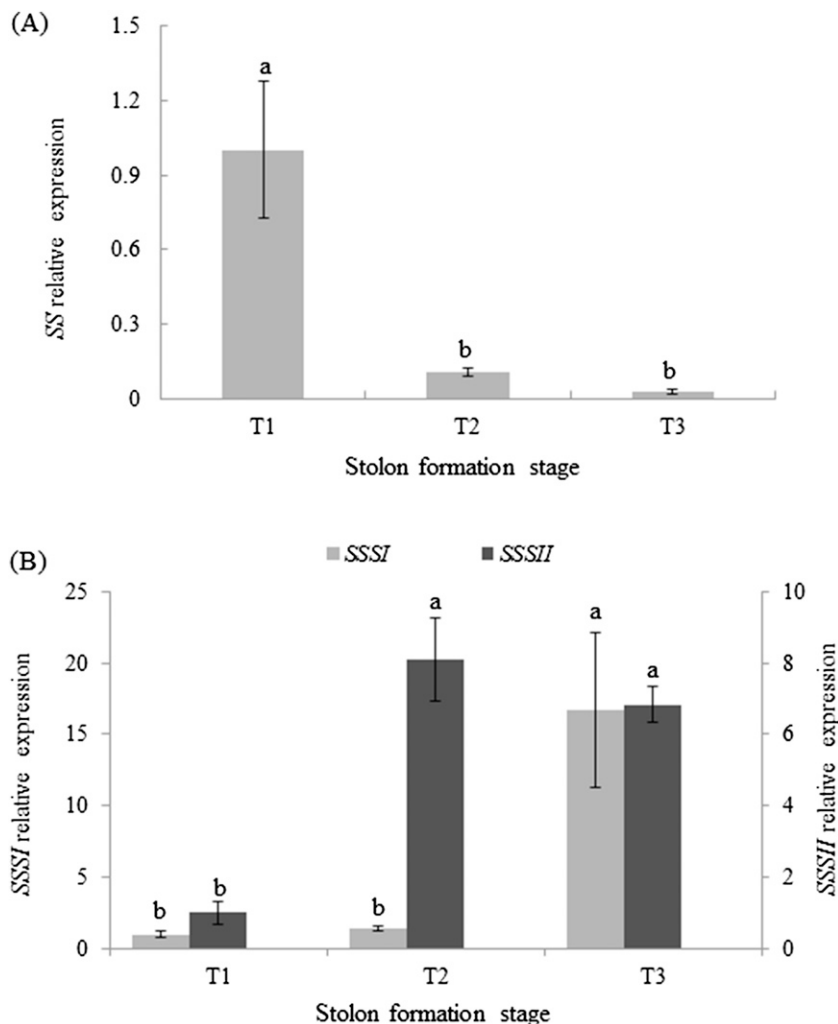 (A)
SS relative expression
1.5
1.2
0.9
0.6
0.3
0
a
b
b
T1 T2 T3
Stolon formation stage
(B)
SSSI SSSII
SSSI relative expression
25
20
15
10
5
0
b b
b a
a a
10
8
6
4
2
0
SSSII relative expression
T1 T2 T3
Stolon formation stage